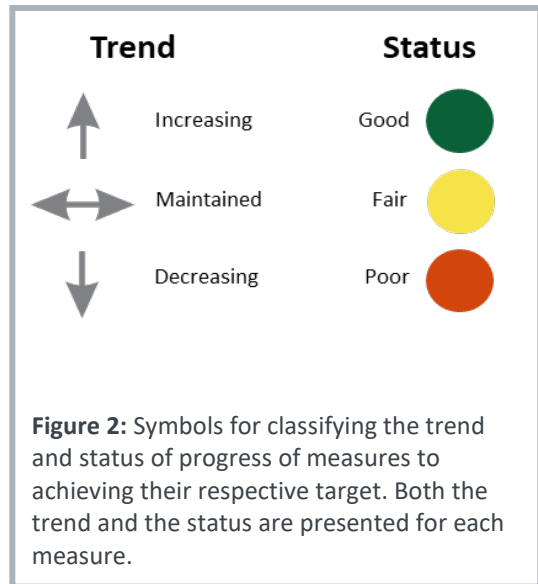 Trend Status
Increasing Good
Maintained Fair
Decreasing Poor
Figure 2: Symbols for classifying the trend
and status of progress of measures to
achieving their respective target. Both the
trend and the status are presented for each
measure.